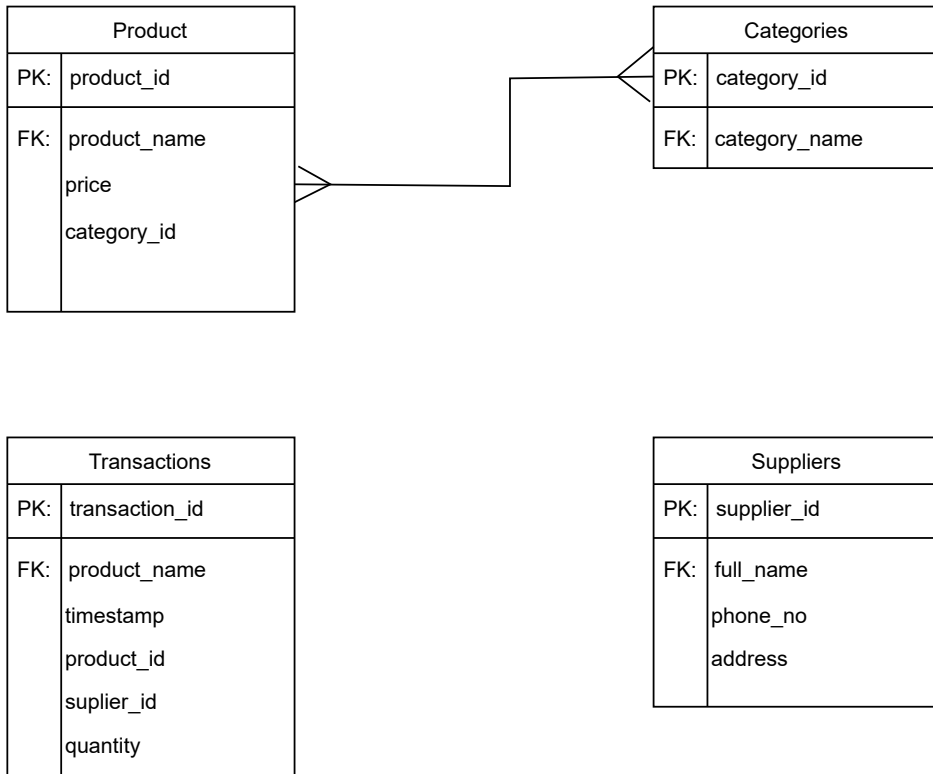 Product
PK: product_id
FK: product_name
price
category_id
Categories
PK: category_id
FK: category_name
Transactions
PK: transaction_id
FK: product_name
timestamp
product_id
suplier_id
quantity
Suppliers
PK: supplier_id
FK: full_name
phone_no
address